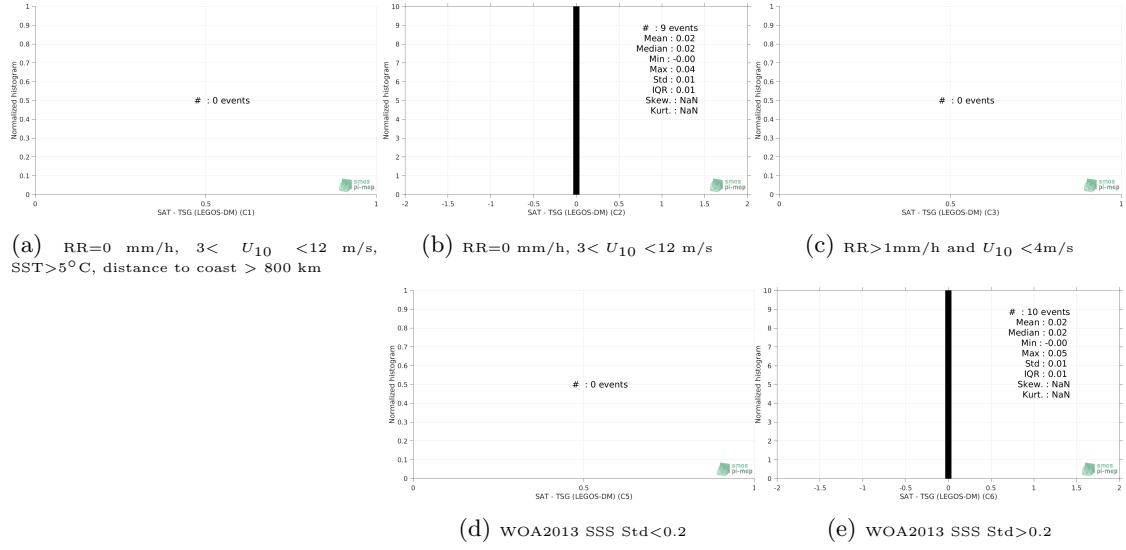 1
0.9
0.8
0.7
0.6
0.5
0.4
0.3
0.2
0.1
0
Normalized histogram
# : 0 events
0 0.5 1
SAT - TSG (LEGOS-DM) (C1)
smos
pi-mep
(a) RR=0 mm/h, 3< U10 <12 m/s,
SST>5°C, distance to coast > 800 km
10
9
8
7
6
5
4
3
2
1
0
Normalized histogram
# : 9 events
Mean : 0.02
Median : 0.02
Min : -0.00
Max : 0.04
Std : 0.01
IQR : 0.01
Skew. : NaN
Kurt. : NaN
-2 -1.5 -1 -0.5 0 0.5 1 1.5 2
SAT - TSG (LEGOS-DM) (C2)
smos
pi-mep
(b) RR=0 mm/h, 3< U10 <12 m/s
1
0.9
0.8
0.7
0.6
0.5
0.4
0.3
0.2
0.1
0
Normalized histogram
# : 0 events
0 0.5 1
SAT - TSG (LEGOS-DM) (C3)
smos
pi-mep
(c) RR>1mm/h and U10 <4m/s
1
0.9
0.8
0.7
0.6
0.5
0.4
0.3
0.2
0.1
0
Normalized histogram
# : 0 events
0 0.5 1
SAT - TSG (LEGOS-DM) (C5)
smos
pi-mep
(d) WOA2013 SSS Std<0.2
10
9
8
7
6
5
4
3
2
1
0
Normalized histogram
# : 10 events
Mean : 0.02
Median : 0.02
Min : -0.00
Max : 0.05
Std : 0.01
IQR : 0.01
Skew. : NaN
Kurt. : NaN
-2 -1.5 -1 -0.5 0 0.5 1 1.5 2
SAT - TSG (LEGOS-DM) (C6)
smos
pi-mep
(e) WOA2013 SSS Std>0.2